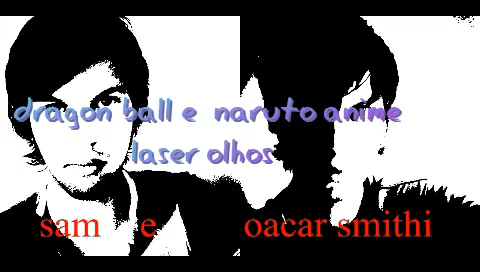 dragon ball e naruto anime
laser olhos
sam e oacar smithi